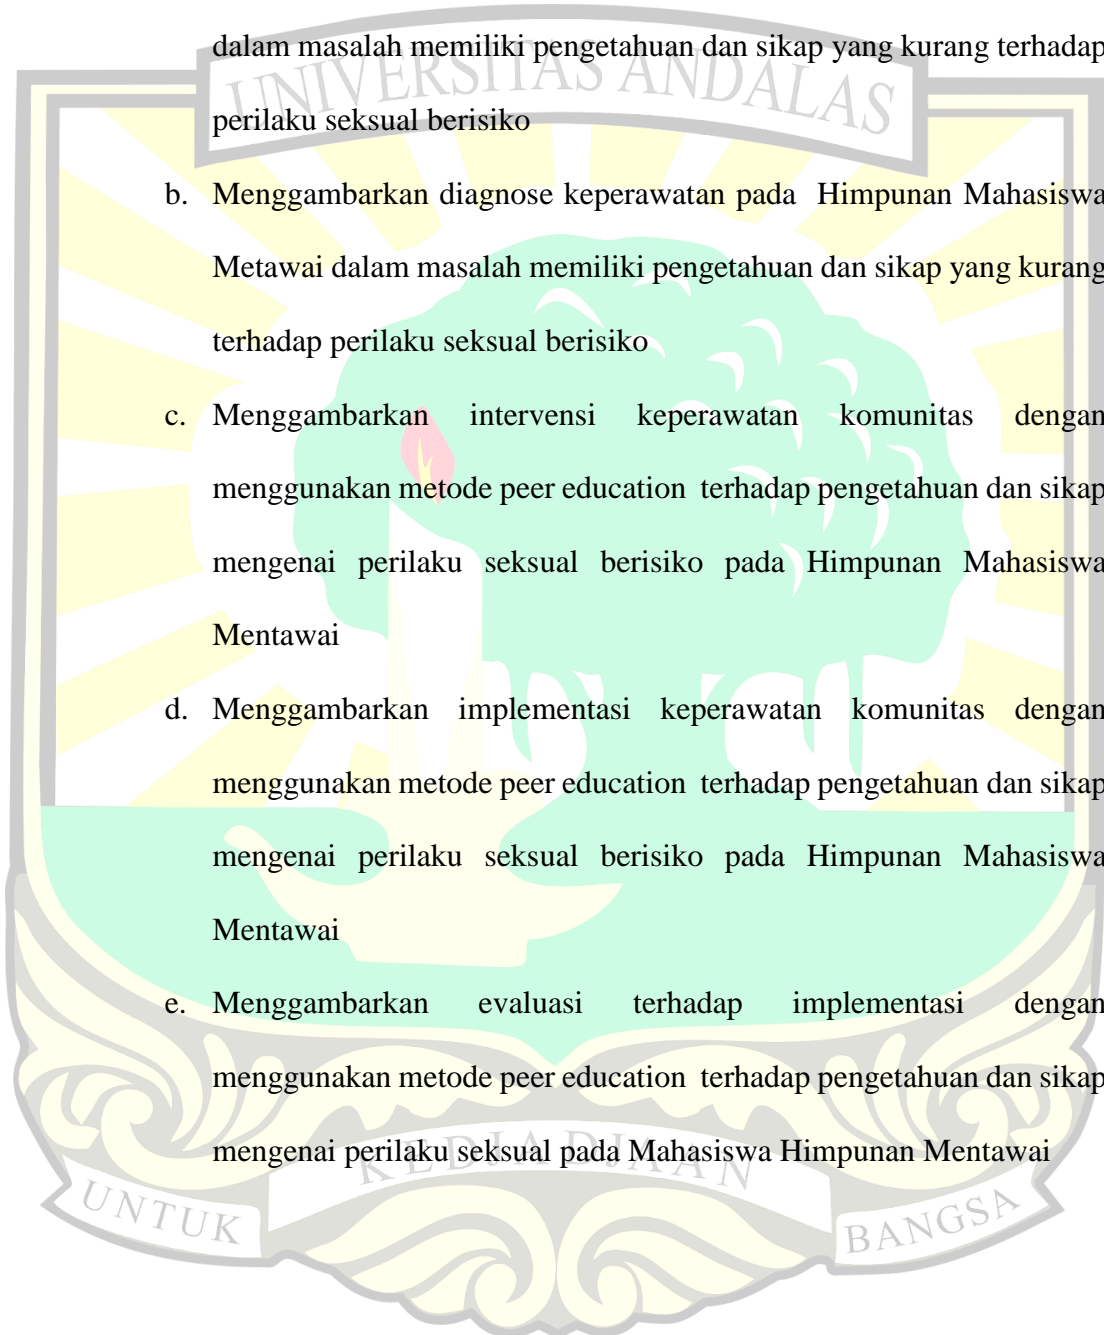 dalam masalah memiliki pengetahuan dan sikap yang kurang terhadap
UNIVERSITAS ANDALAS
perilaku seksual berisiko
b. Menggambarkan diagnose keperawatan pada Himpunan Mahasiswa
Metawai dalam masalah memiliki pengetahuan dan sikap yang kurang
terhadap perilaku seksual berisiko
c. Menggambarkan intervensi keperawatan komunitas dengan
menggunakan metode peer education terhadap pengetahuan dan sikap
mengenai perilaku seksual berisiko pada Himpunan Mahasiswa
Mentawai
d. Menggambarkan implementasi keperawatan komunitas dengan
menggunakan metode peer education terhadap pengetahuan dan sikap
mengenai perilaku seksual berisiko pada Himpunan Mahasiswa
Mentawai
e. Menggambarkan evaluasi terhadap implementasi dengan
menggunakan metode peer education terhadap pengetahuan dan sikap
mengenai perilaku seksual pada Mahasiswa Himpunan Mentawai
UNTUK KEDJADJAAN BANGSA